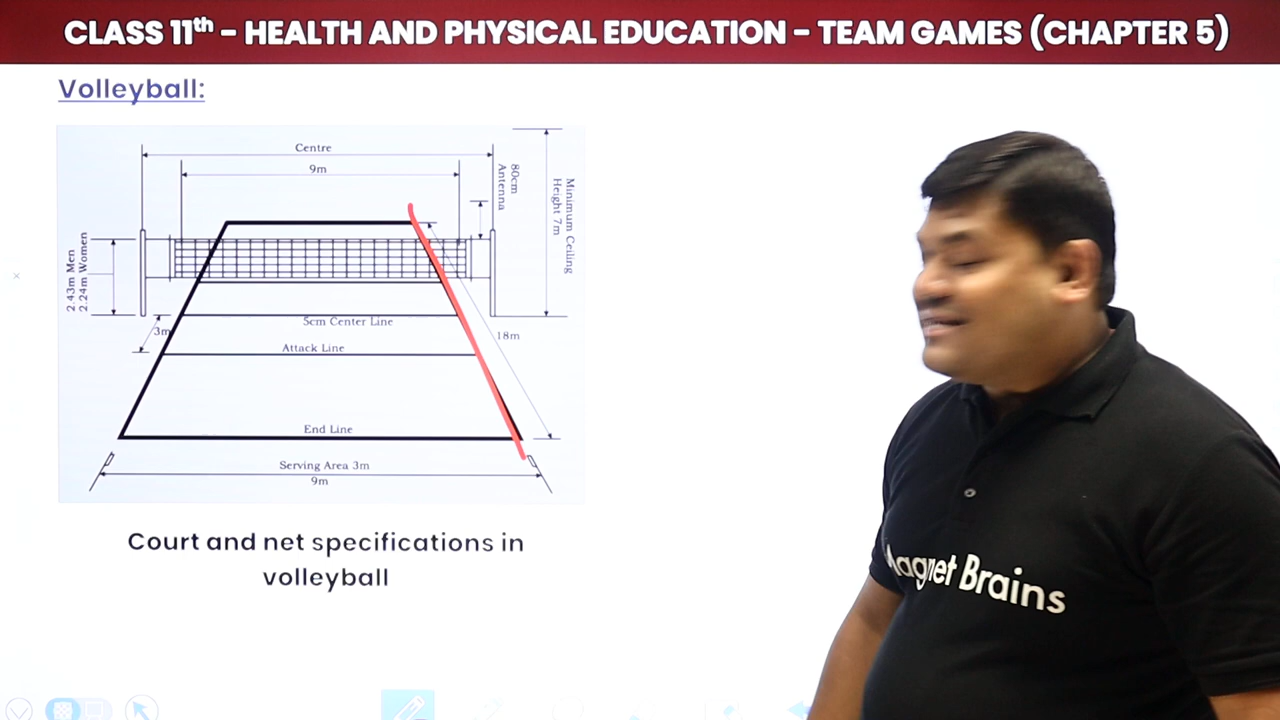 CLASS 11th – HEALTH AND PHYSICAL EDUCATION – TEAM GAMES (CHAPTER 5)
Volleyball:
Centre
9m
80cm
Antenna
Minimum Ceiling
Height 7m
2.43m Men
2.24m Women
3m
5cm Center Line
18m
Attack Line
End Line
Serving Area 3m
9m
Court and net specifications in
volleyball
Magnet Brains